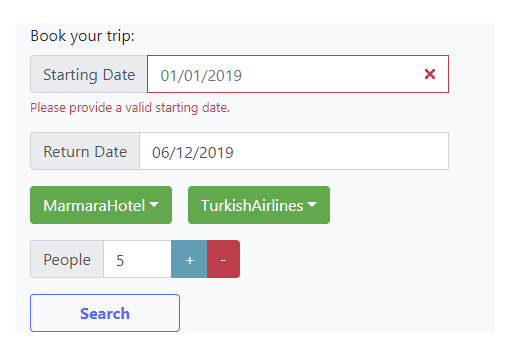 Book your trip:
Starting Date 01/01/2019
Please provide a valid starting date.
Return Date 06/12/2019
MarmaraHotel TurkishAirlines
People 5 + -
Search